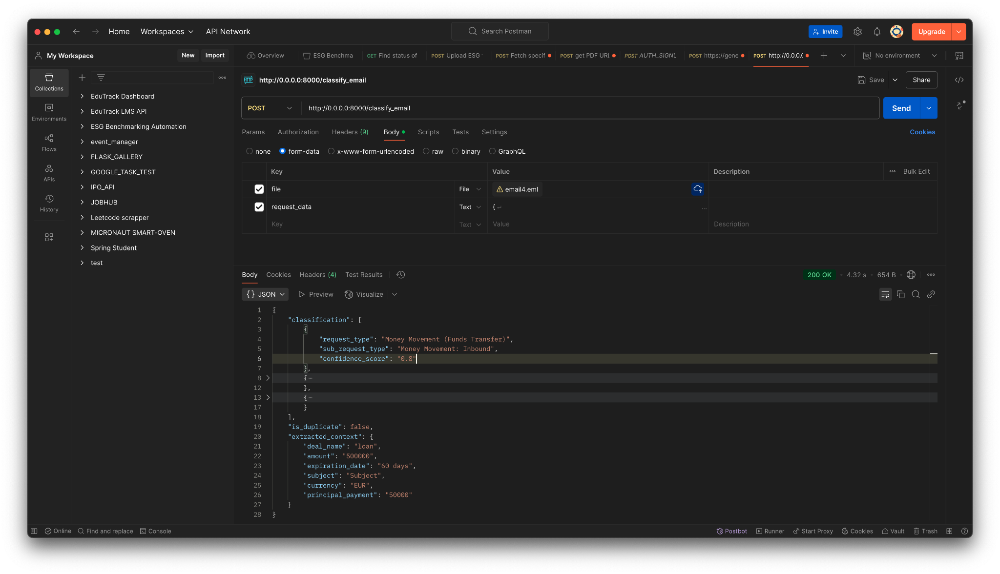 Home
Workspaces
API Network
Search Postman
Invite
Upgrade
My Workspace
New
Import
Overview
ESG Benchma
GET Find status of
POST Upload ESG
POST Fetch specif
POST get PDF URL
POST AUTH_SIGNU
POST https://gene
POST http://0.0.0.0
No environment
Collections
Environments
Flows
APIs
History
EduTrack Dashboard
EduTrack LMS API
ESG Benchmarking Automation
event_manager
FLASK_GALLERY
GOOGLE_TASK_TEST
IPO_API
JOBHUB
Leetcode scrapper
MICRONAUT SMART-OVEN
Spring Student
test
HTTP http://0.0.0.0:8000/classify_email
Save
Share
POST
http://0.0.0.0:8000/classify_email
Send
Params Authorization Headers (9) Body Scripts Tests Settings
Cookies
none form-data x-www-form-urlencoded raw binary GraphQL
Key Value Description Bulk Edit
file File email4.eml
request_data Text { ↵ ...
Key Text Value Description
Body Cookies Headers (4) Test Results
200 OK • 4.32 s • 654 B
{} JSON Preview Visualize
1 {
2 "classification": [
3 {
4 "request_type": "Money Movement (Funds Transfer)",
5 "sub_request_type": "Money Movement: Inbound",
6 "confidence_score": "0.8"
7 },
8 { ⋯
12 },
13 { ⋯
17 }
18 ],
19 "is_duplicate": false,
20 "extracted_context": {
21 "deal_name": "loan",
22 "amount": "500000",
23 "expiration_date": "60 days",
24 "subject": "Subject",
25 "currency": "EUR",
26 "principal_payment": "50000"
27 }
28 }
Online Find and replace Console
Postbot Runner Start Proxy Cookies Vault Trash